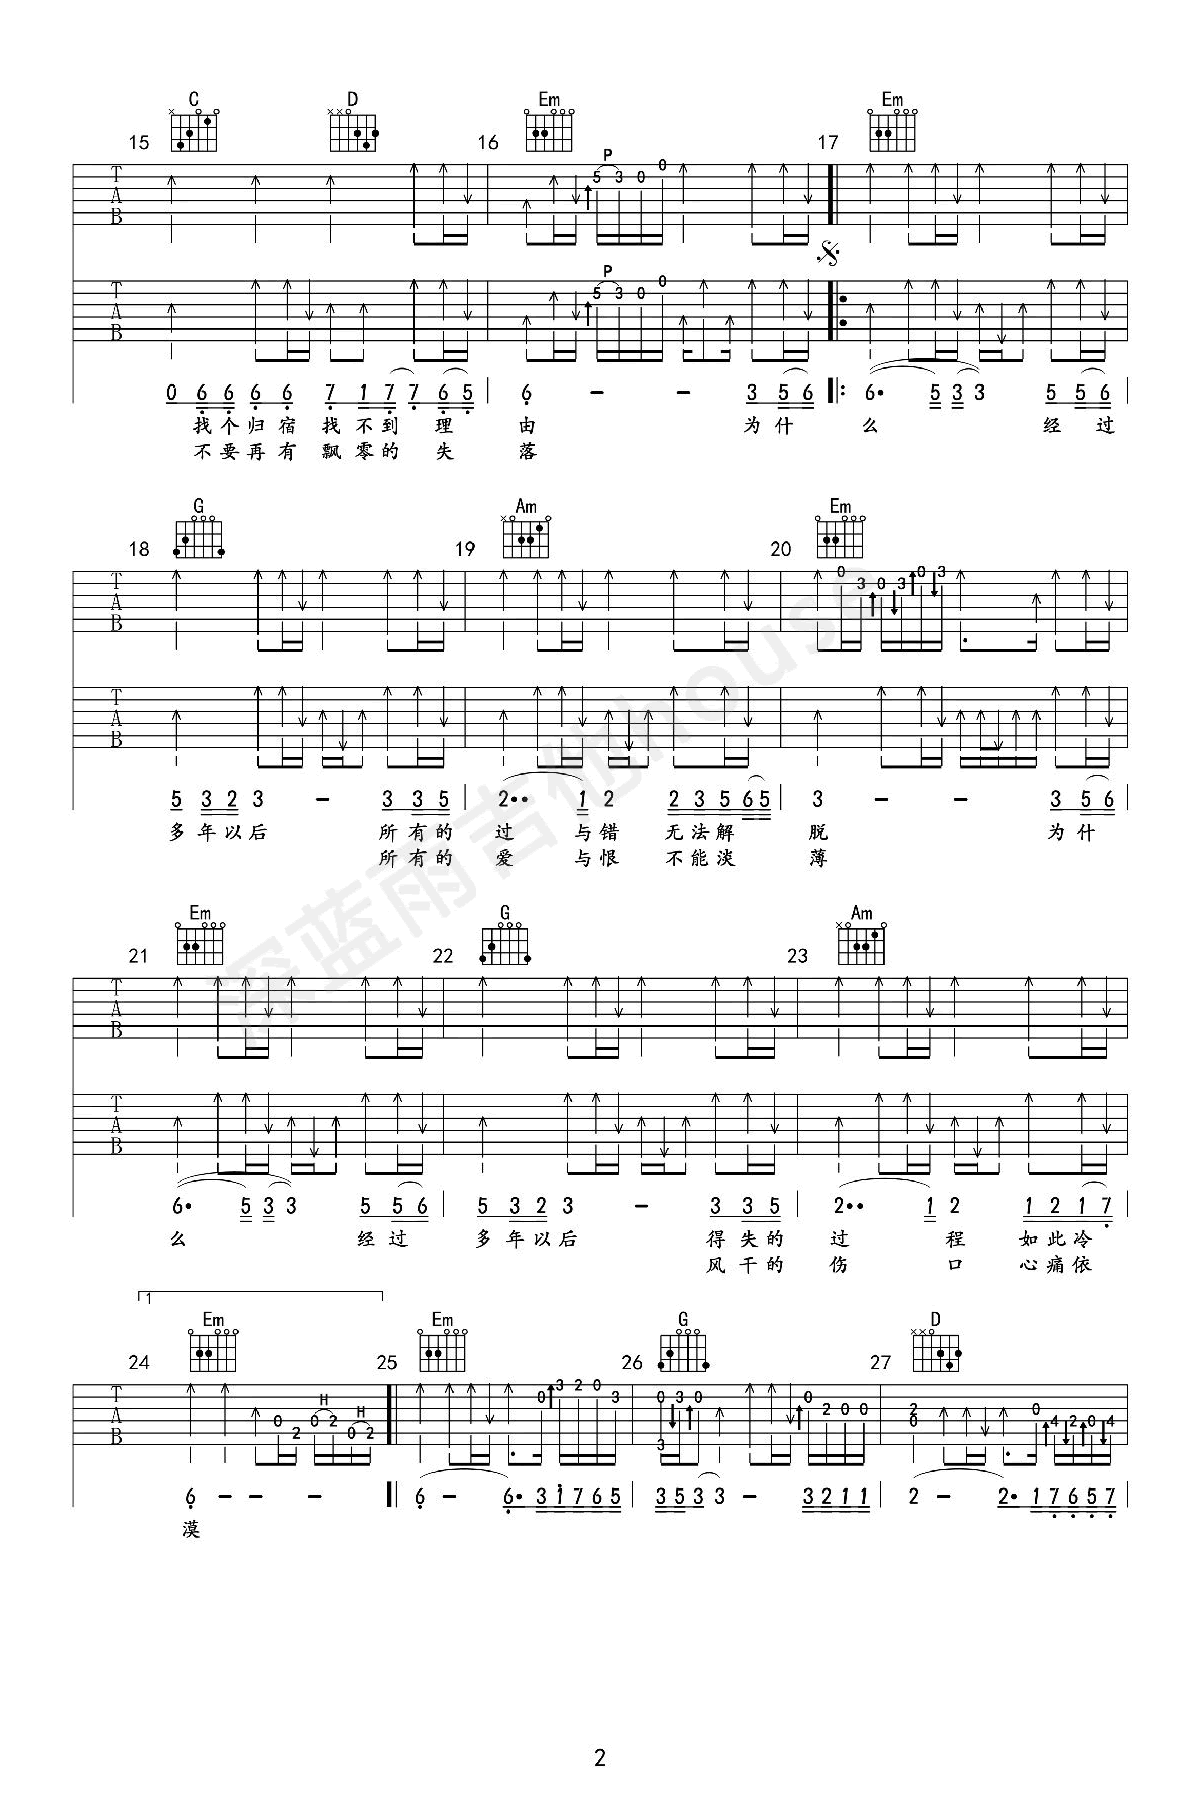 C D Em Em
15 16 17
P
5 3 0 0
T A B
P
5 3 0 0
T A B
0 6 6 6 6 7 1 7 7 6 5 6 - - 3 5 6 6· 5 3 3 5 5 6
找个归宿找不到理由 为什么 经过
不要再有飘零的失落
G Am Em
18 19 20
0 3 0 3 0 3
T A B
T A B
5 3 2 3 - 3 3 5 2·· 1 2 2 3 5 6 5 3 - - 3 5 6
多年以后 所有的过 与错 无法解脱 为什
所有的爱 与恨 不能淡薄
Em G Am
21 22 23
T A B
T A B
6· 5 3 3 5 5 6 5 3 2 3 - 3 3 5 2·· 1 2 1 2 1 7
么 经过 多年以后 得失的过 程 如此冷
风干的伤 口 心痛依
1
Em Em G D
24 25 26 27
T A B
H H
0 2 0 2 0 2 0 3 2 0 3 0 3 0 3 0 2 0 0 2 0 0 4 2 0 4
6 - - - 6 - 6· 3 1 7 6 5 3 5 3 3 - 3 2 1 1 2 - 2· 1 7 6 5 7
漠
深蓝雨吉他house
2